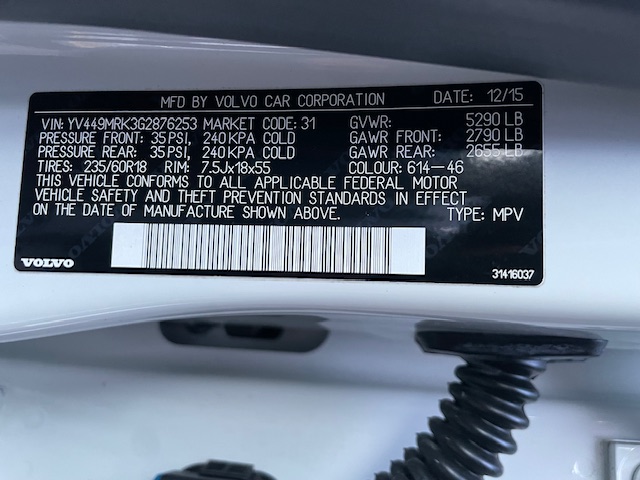 MFD BY VOLVO CAR CORPORATION DATE: 12/15
VIN: YV449MRK3G2876253 MARKET CODE: 31 GVWR: 5290 LB
PRESSURE FRONT: 35PSI, 240KPA COLD GAWR FRONT: 2790 LB
PRESSURE REAR: 35PSI, 240KPA COLD GAWR REAR: 2655 LB
TIRES: 235/60R18 RIM: 7.5Jx18x55 COLOUR: 614-46
THIS VEHICLE CONFORMS TO ALL APPLICABLE FEDERAL MOTOR
VEHICLE SAFETY AND THEFT PREVENTION STANDARDS IN EFFECT
ON THE DATE OF MANUFACTURE SHOWN ABOVE. TYPE: MPV
VOLVO 31416037